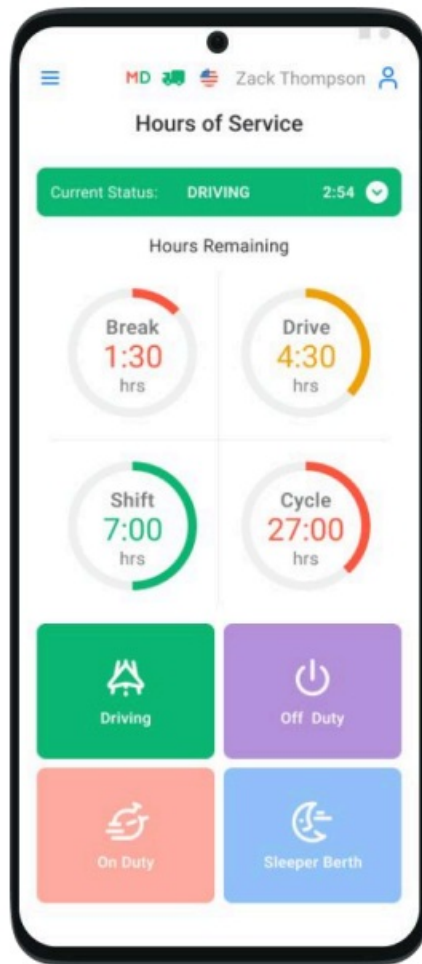 MD Zack Thompson
Hours of Service
Current Status: DRIVING 2:54
Hours Remaining
Break
1:30
hrs
Drive
4:30
hrs
Shift
7:00
hrs
Cycle
27:00
hrs
Driving
Off Duty
On Duty
Sleeper Berth